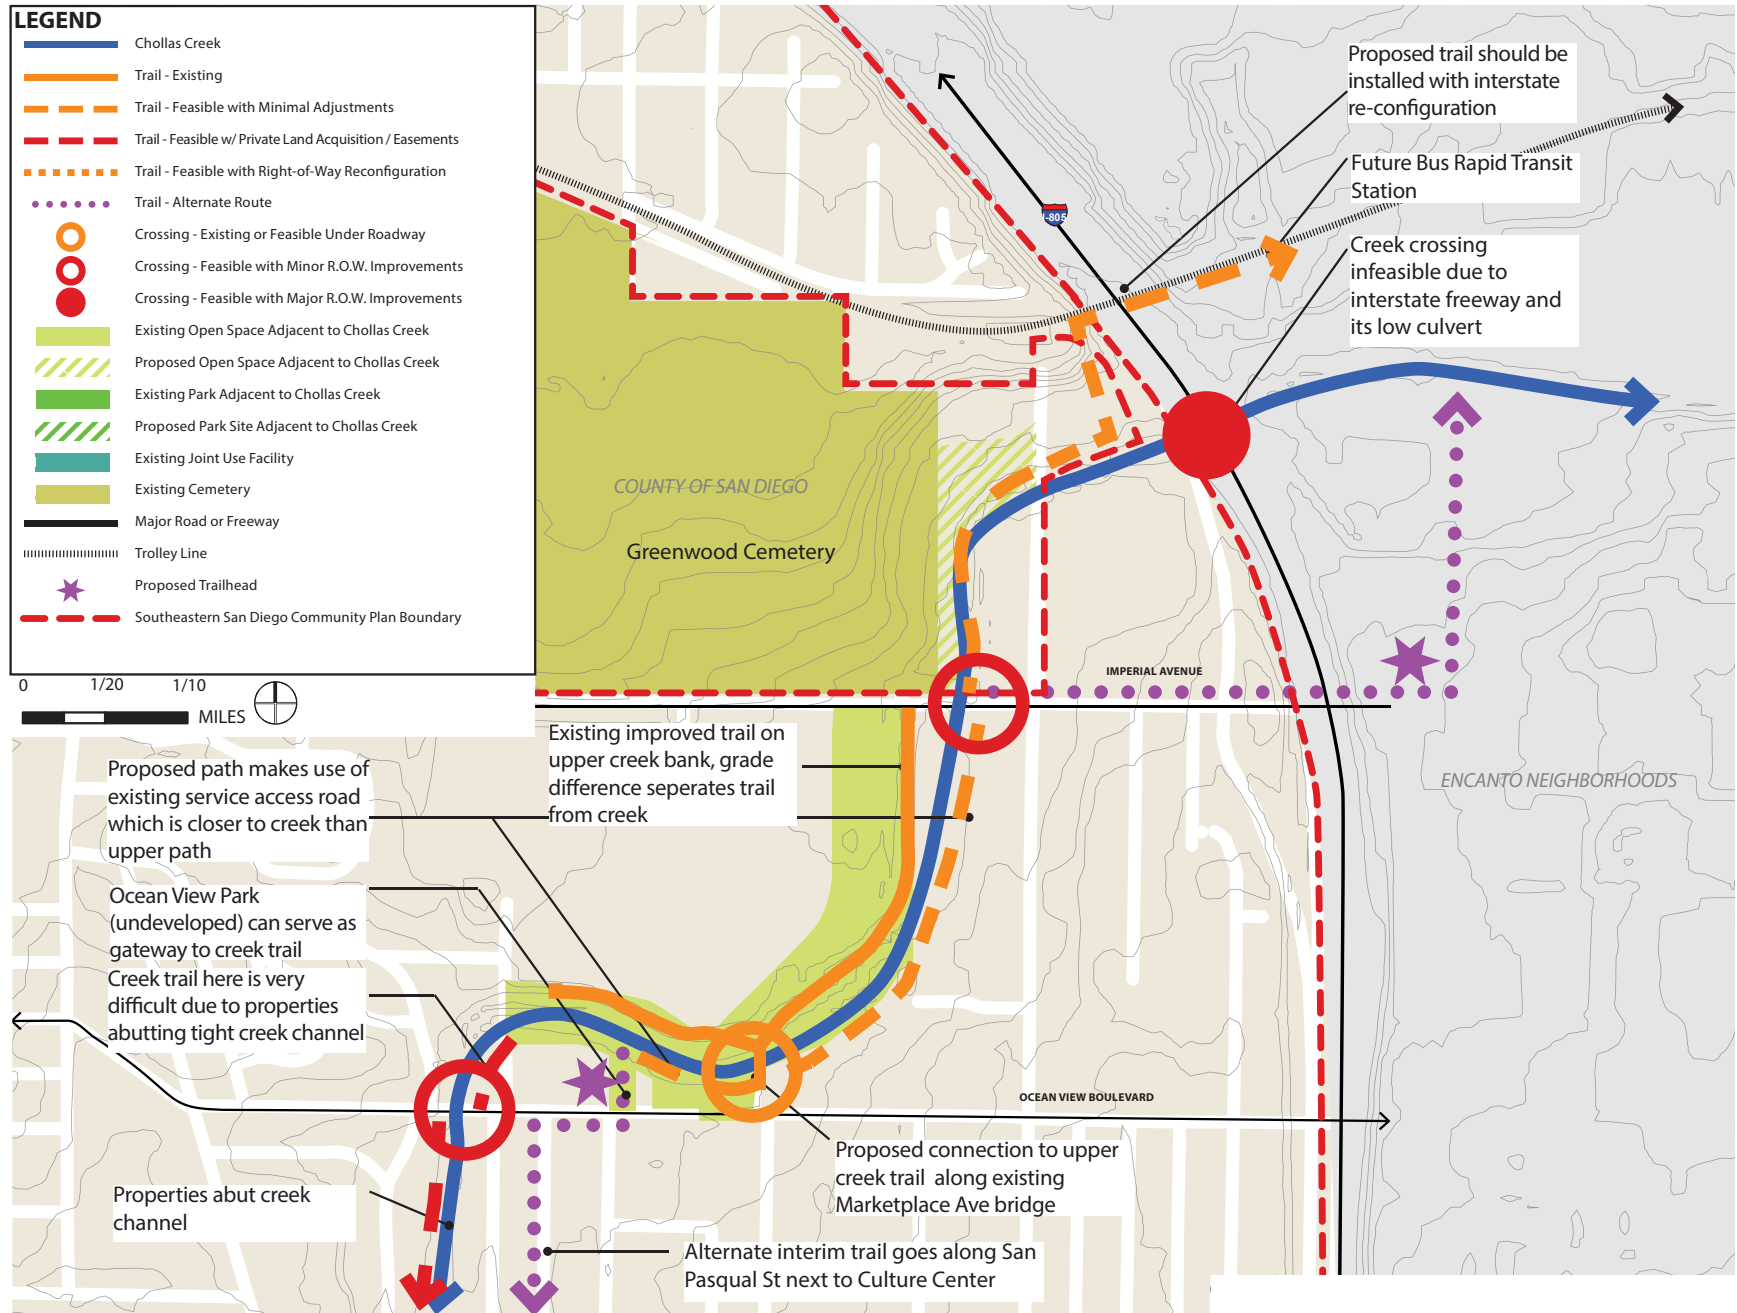 LEGEND
Chollas Creek
Trail - Existing
Trail - Feasible with Minimal Adjustments
Trail - Feasible w/ Private Land Acquisition / Easements
Trail - Feasible with Right-of-Way Reconfiguration
Trail - Alternate Route
Crossing - Existing or Feasible Under Roadway
Crossing - Feasible with Minor R.O.W. Improvements
Crossing - Feasible with Major R.O.W. Improvements
Existing Open Space Adjacent to Chollas Creek
Proposed Open Space Adjacent to Chollas Creek
Existing Park Adjacent to Chollas Creek
Proposed Park Site Adjacent to Chollas Creek
Existing Joint Use Facility
Existing Cemetery
Major Road or Freeway
Trolley Line
Proposed Trailhead
Southeastern San Diego Community Plan Boundary
0 1/20 1/10
MILES
Proposed trail should be
installed with interstate
re-configuration
Future Bus Rapid Transit
Station
Creek crossing
infeasible due to
interstate freeway and
its low culvert
I-805
COUNTY OF SAN DIEGO
Greenwood Cemetery
IMPERIAL AVENUE
ENCANTO NEIGHBORHOODS
Existing improved trail on
upper creek bank, grade
difference seperates trail
from creek
Proposed path makes use of
existing service access road
which is closer to creek than
upper path
Ocean View Park
(undeveloped) can serve as
gateway to creek trail
Creek trail here is very
difficult due to properties
abutting tight creek channel
OCEAN VIEW BOULEVARD
Proposed connection to upper
creek trail along existing
Marketplace Ave bridge
Properties abut creek
channel
Alternate interim trail goes along San
Pasqual St next to Culture Center